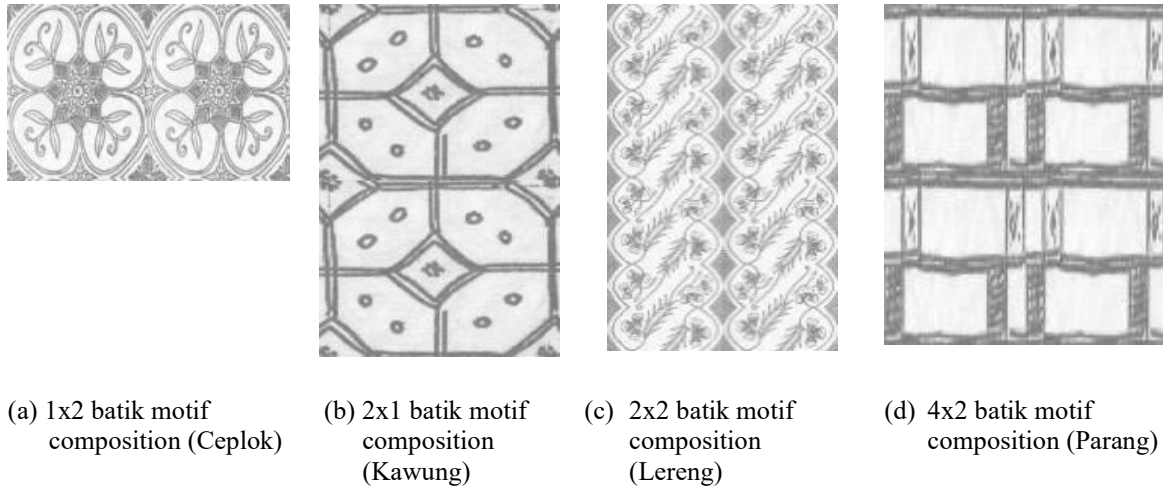 (a) 1x2 batik motif
composition (Ceplok)
(b) 2x1 batik motif
composition
(Kawung)
(c) 2x2 batik motif
composition
(Lereng)
(d) 4x2 batik motif
composition (Parang)